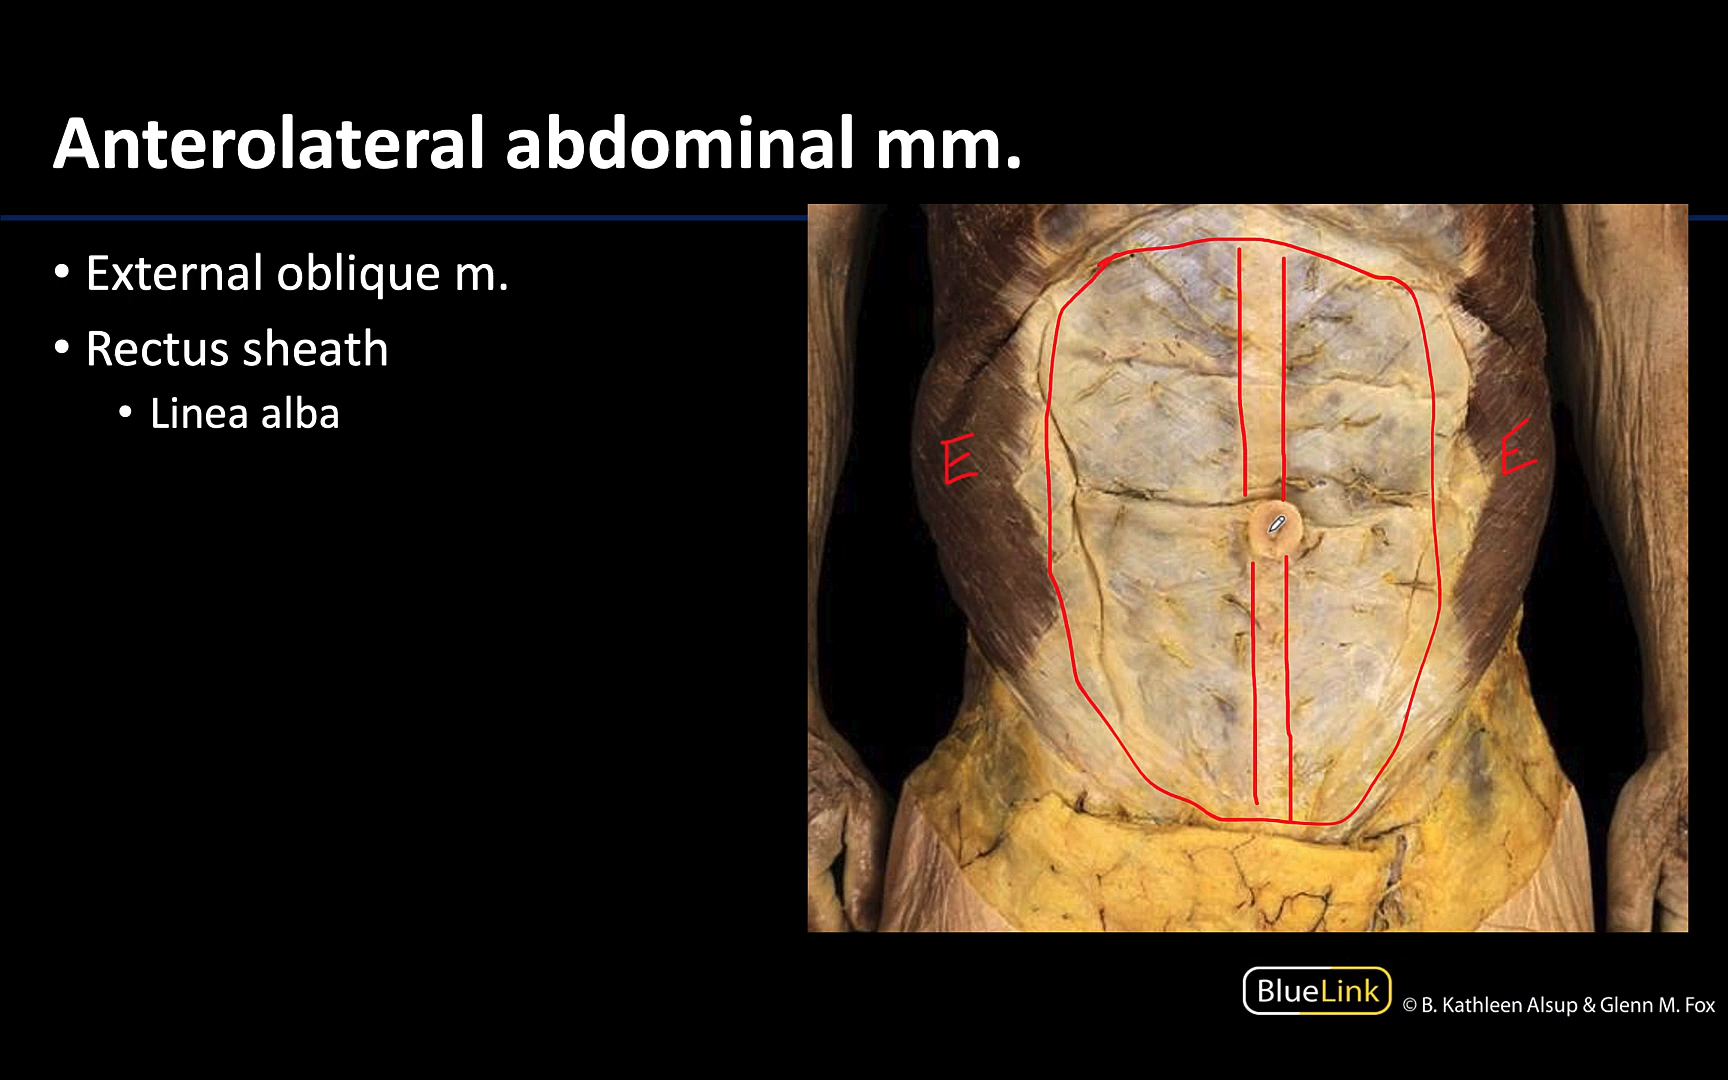 Anterolateral abdominal mm.
• External oblique m.
• Rectus sheath
• Linea alba
E
E
BlueLink
© B. Kathleen Alsup & Glenn M. Fox